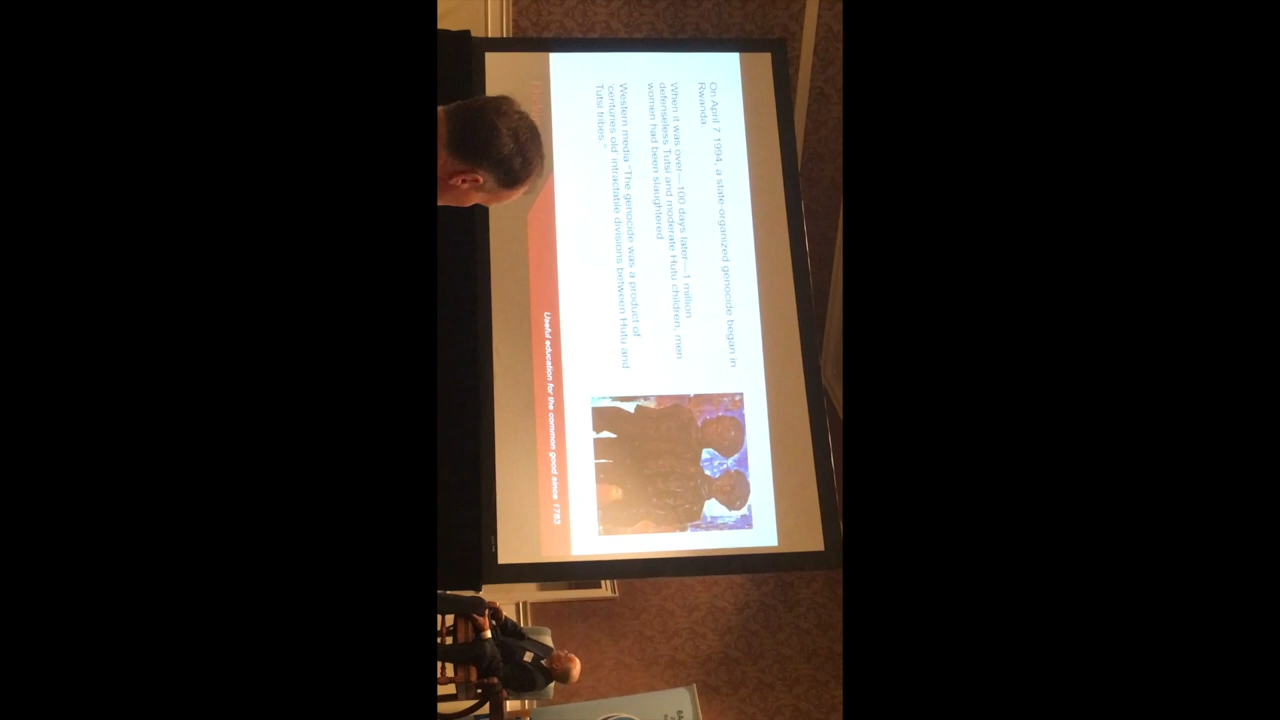 On April 7 1994, a state-organized genocide began in
Rwanda.
When it was over—100 days later—1 million
defenseless Tutsi and moderate Hutu children, men
women had been slaughtered
Western media "The genocide was a product of
'centuries old' intractable divisions between Hutu and
Tutsi tribes."
Useful education for the common good since 1783
BA